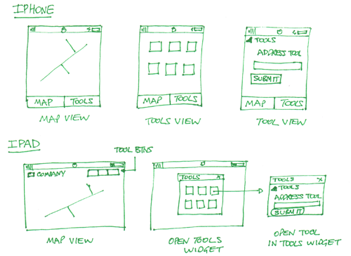 IPHONE
MAP TOOLS
MAP VIEW
MAP TOOLS
TOOLS VIEW
TOOLS
ADDRESS TOOL
SUBMIT
MAP TOOLS
TOOL VIEW
IPAD
TOOL BINS
COMPANY
MAP VIEW
TOOLS X
OPEN TOOLS
WIDGET
TOOLS X
TOOLS
ADDRESS TOOL
SUBMIT
OPEN TOOL
IN TOOLS WIDGET